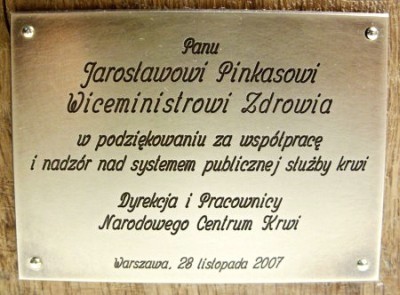 Panu
Jarosławowi Pinkasowi
Wiceministrowi Zdrowia
w podziękowaniu za współpracę
i nadzór nad systemem publicznej służby krwi
Dyrekcja i Pracownicy
Narodowego Centrum Krwi
Warszawa, 28 listopada 2007